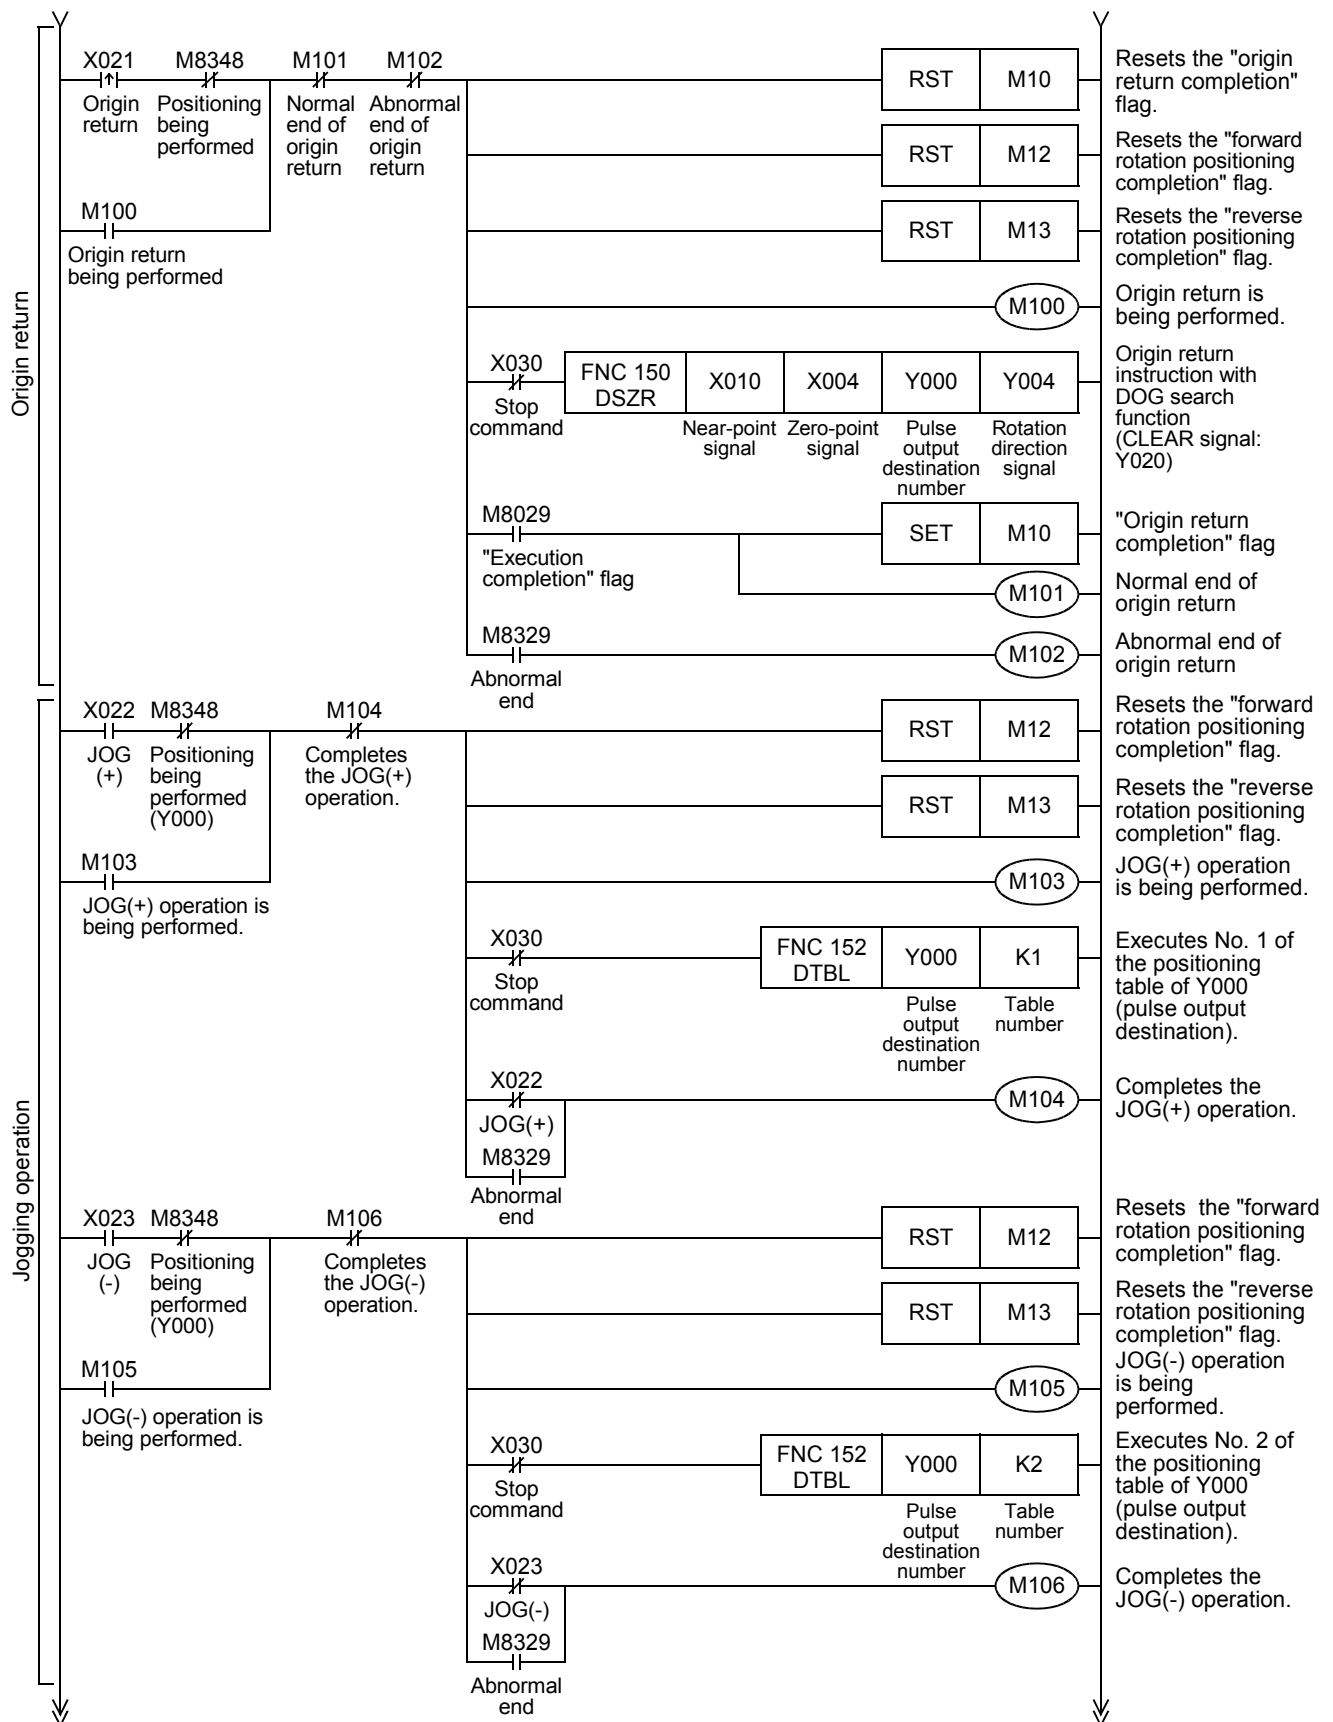 Origin return
X021
M8348
M101
M102
Origin
return
Positioning
being
performed
Normal
end of
origin
return
Abnormal
end of
origin
return
RST M10
Resets the "origin
return completion"
flag.
RST M12
Resets the "forward
rotation positioning
completion" flag.
M100
Origin return
being performed
RST M13
Resets the "reverse
rotation positioning
completion" flag.
M100
Origin return is
being performed.
X030
Stop
command
FNC 150
DSZR
X010
X004
Y000
Y004
Near-point
signal
Zero-point
signal
Pulse
output
destination
number
Rotation
direction
signal
Origin return
instruction with
DOG search
function
(CLEAR signal:
Y020)
M8029
"Execution
completion" flag
SET M10
"Origin return
completion" flag
M101
Normal end of
origin return
M8329
Abnormal
end
M102
Abnormal end of
origin return
Jogging operation
X022
M8348
M104
JOG
(+)
Positioning
being
performed
(Y000)
Completes
the JOG(+)
operation.
RST M12
Resets the "forward
rotation positioning
completion" flag.
RST M13
Resets the "reverse
rotation positioning
completion" flag.
M103
JOG(+) operation is
being performed.
M103
JOG(+) operation
is being performed.
X030
Stop
command
FNC 152
DTBL
Y000
K1
Pulse
output
destination
number
Table
number
Executes No. 1 of
the positioning
table of Y000
(pulse output
destination).
X022
JOG(+)
M8329
Abnormal
end
M104
Completes the
JOG(+) operation.
X023
M8348
M106
JOG
(-)
Positioning
being
performed
(Y000)
Completes
the JOG(-)
operation.
RST M12
Resets the "forward
rotation positioning
completion" flag.
RST M13
Resets the "reverse
rotation positioning
completion" flag.
M105
JOG(-) operation is
being performed.
M105
JOG(-) operation
is being
performed.
X030
Stop
command
FNC 152
DTBL
Y000
K2
Pulse
output
destination
number
Table
number
Executes No. 2 of
the positioning
table of Y000
(pulse output
destination).
X023
JOG(-)
M8329
Abnormal
end
M106
Completes the
JOG(-) operation.